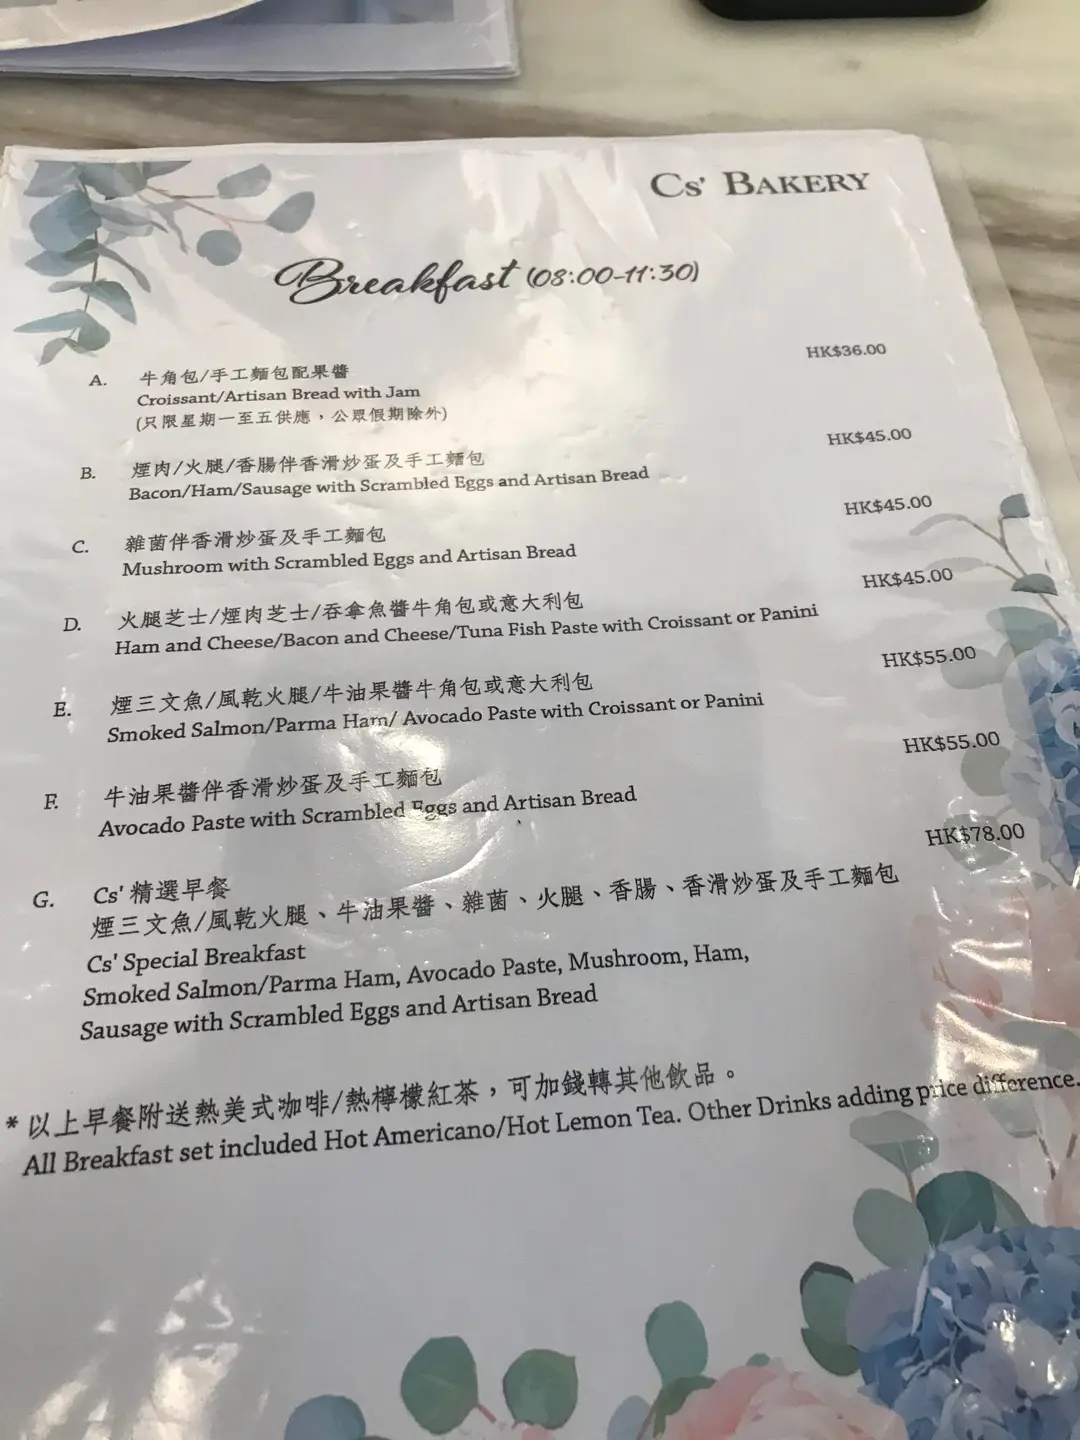 Cs' BAKERY
Breakfast (08:00-11:30)
A. 牛角包/手工麵包配果醬 HK$36.00
Croissant/Artisan Bread with Jam
(只限星期一至五供應，公眾假期除外)
B. 煙肉/火腿/香腸伴香滑炒蛋及手工麵包 HK$45.00
Bacon/Ham/Sausage with Scrambled Eggs and Artisan Bread
C. 雜菌伴香滑炒蛋及手工麵包 HK$45.00
Mushroom with Scrambled Eggs and Artisan Bread
D. 火腿芝士/煙肉芝士/吞拿魚醬牛角包或意大利包 HK$45.00
Ham and Cheese/Bacon and Cheese/Tuna Fish Paste with Croissant or Panini
E. 煙三文魚/風乾火腿/牛油果醬牛角包或意大利包 HK$55.00
Smoked Salmon/Parma Ham/ Avocado Paste with Croissant or Panini
F. 牛油果醬伴香滑炒蛋及手工麵包 HK$55.00
Avocado Paste with Scrambled Eggs and Artisan Bread
G. Cs' 精選早餐 HK$78.00
煙三文魚/風乾火腿、牛油果醬、雜菌、火腿、香腸、香滑炒蛋及手工麵包
Cs' Special Breakfast
Smoked Salmon/Parma Ham, Avocado Paste, Mushroom, Ham,
Sausage with Scrambled Eggs and Artisan Bread
* 以上早餐附送熱美式咖啡/熱檸檬紅茶，可加錢轉其他飲品。
All Breakfast set included Hot Americano/Hot Lemon Tea. Other Drinks adding price difference.